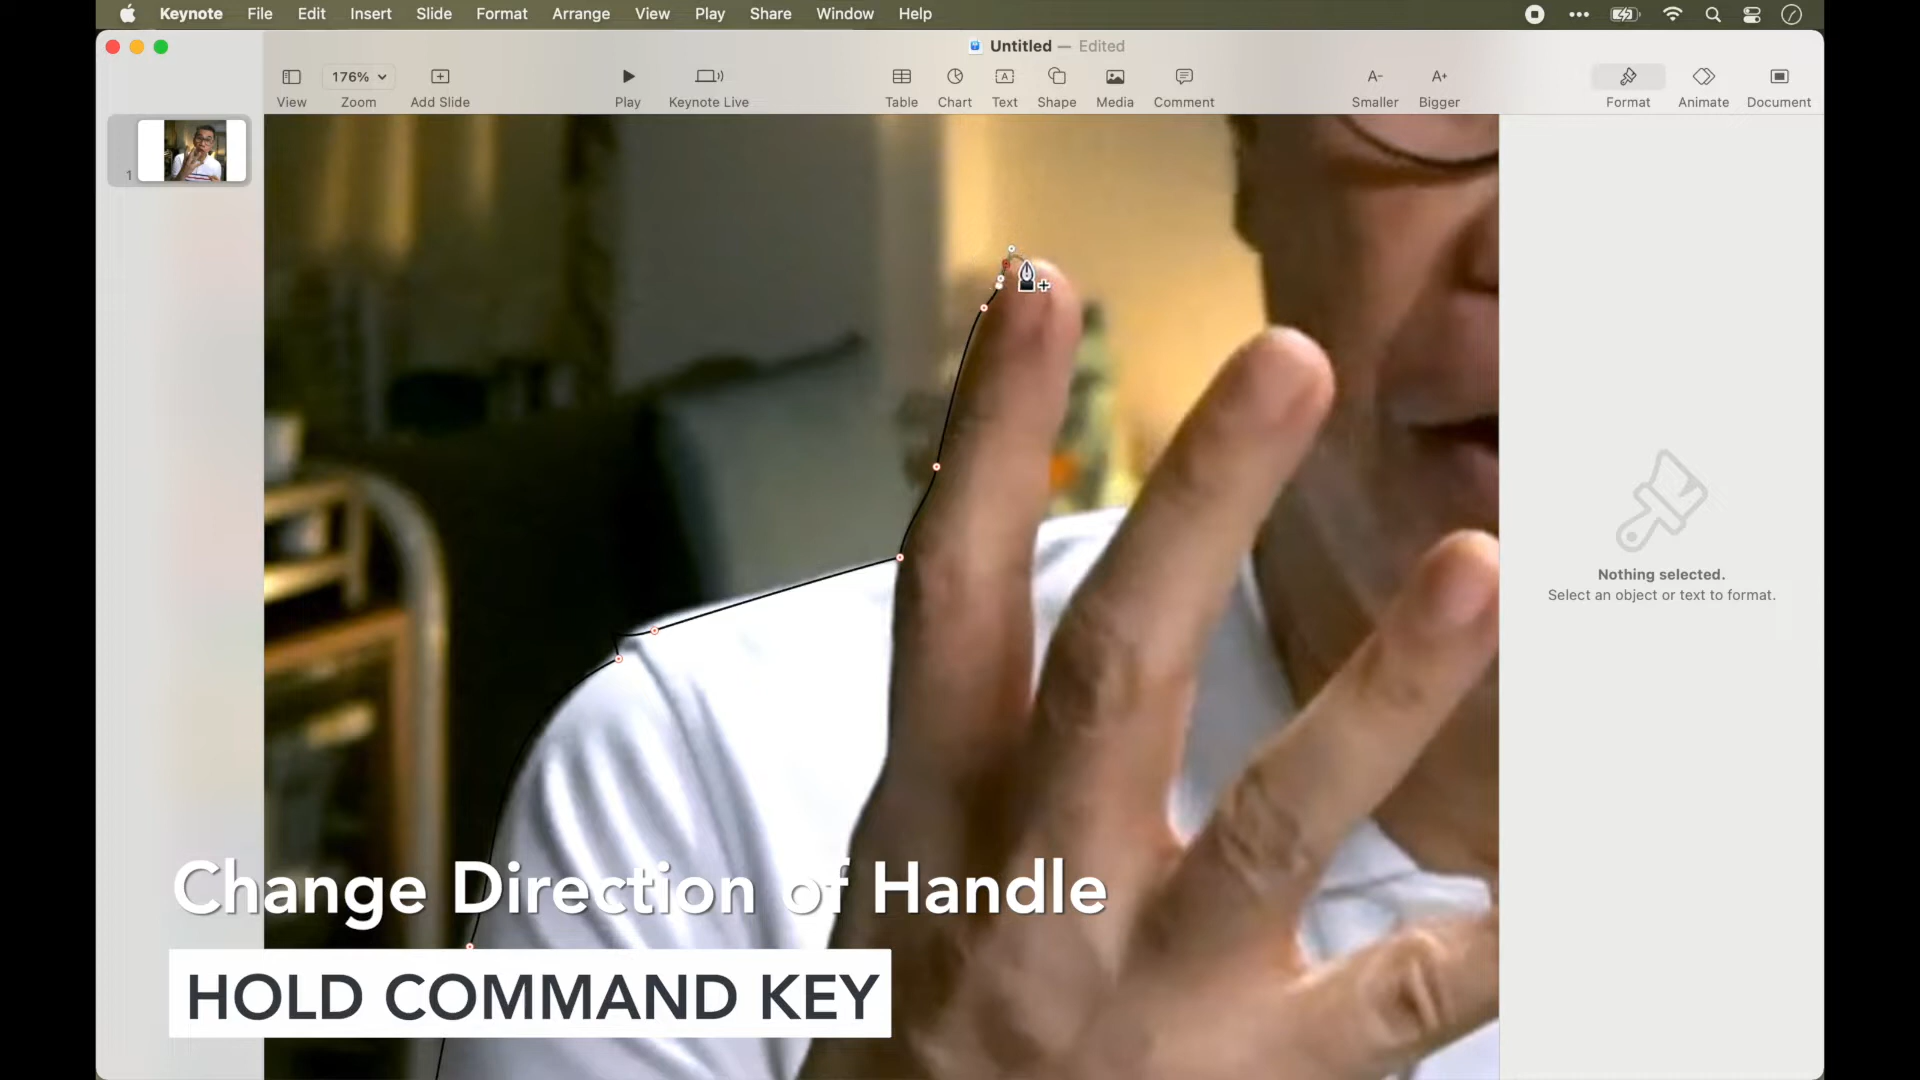 Keynote File Edit Insert Slide Format Arrange View Play Share Window Help
Untitled — Edited
176%
View Zoom Add Slide Play Keynote Live Table Chart Text Shape Media Comment Smaller Bigger Format Animate Document
1
Nothing selected.
Select an object or text to format.
Change Direction of Handle
HOLD COMMAND KEY